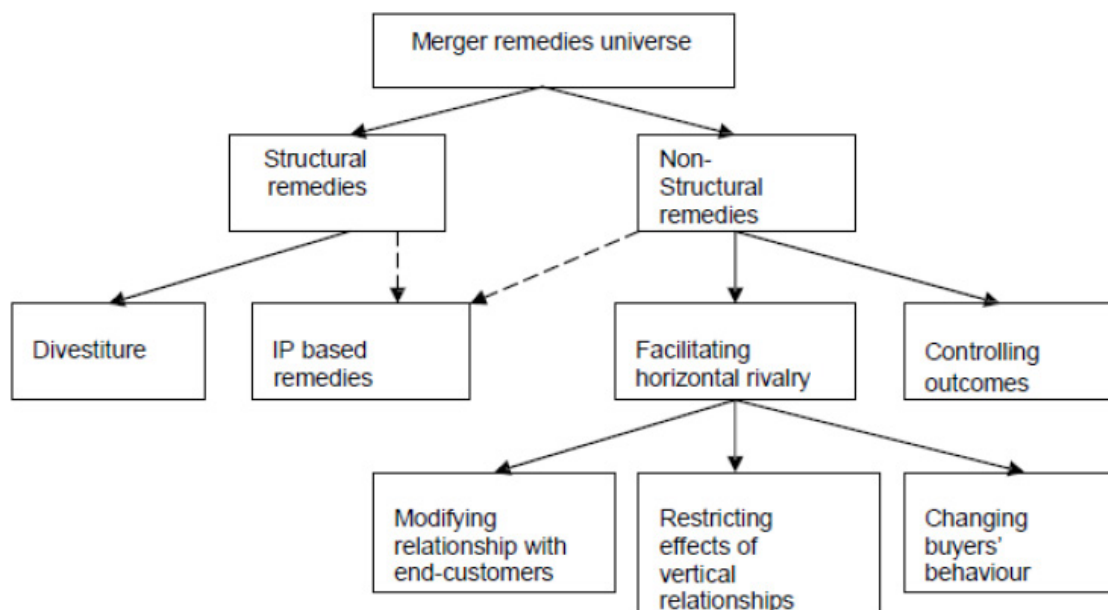 Merger remedies universe
Structural
remedies
Non-
Structural
remedies
Divestiture
IP based
remedies
Facilitating
horizontal rivalry
Controlling
outcomes
Modifying
relationship with
end-customers
Restricting
effects of
vertical
relationships
Changing
buyers'
behaviour